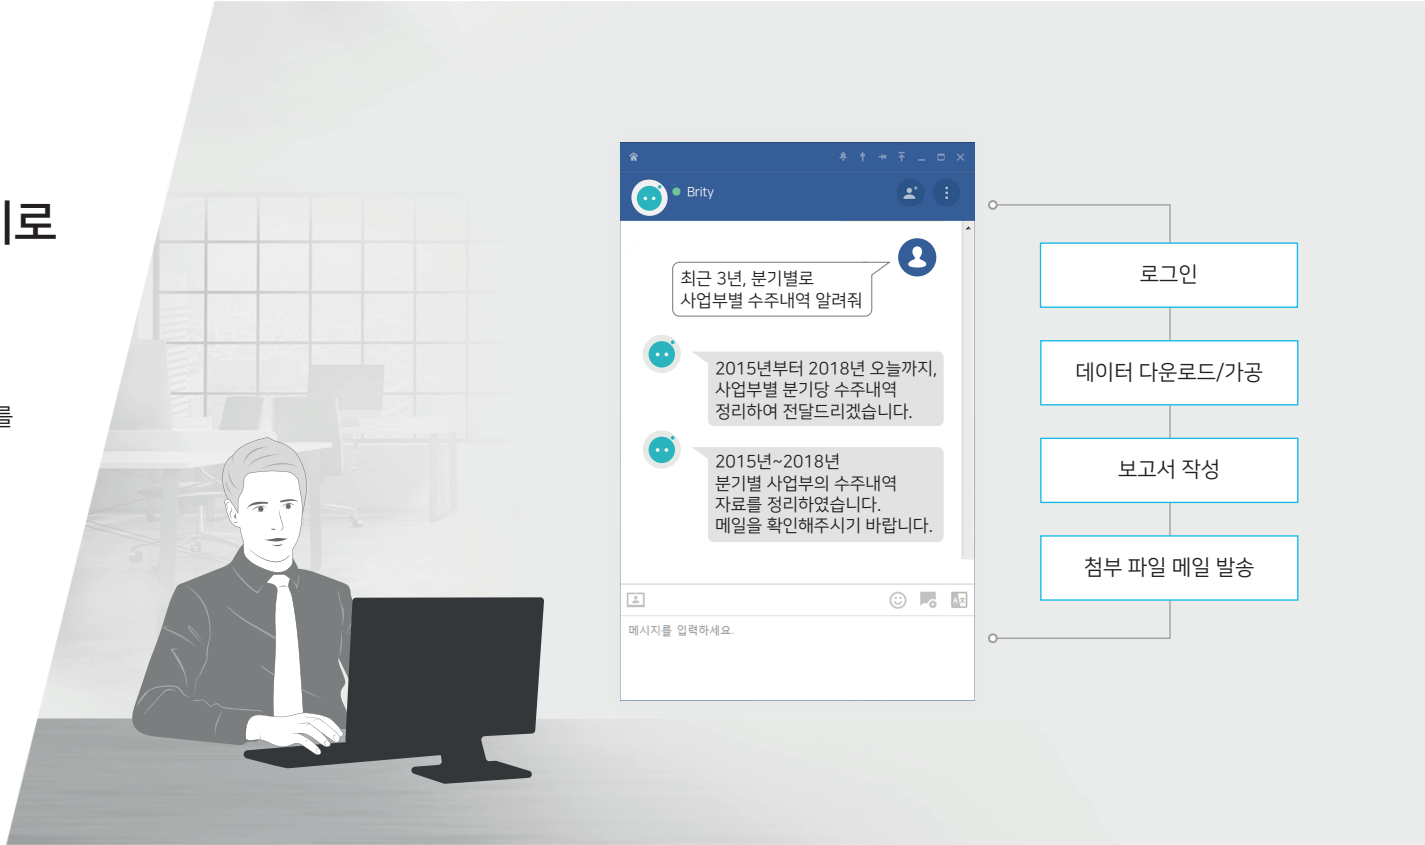 기로
를
Brity
최근 3년, 분기별로
사업부별 수주내역 알려줘
2015년부터 2018년 오늘까지,
사업부별 분기당 수주내역
정리하여 전달드리겠습니다.
2015년~2018년
분기별 사업부의 수주내역
자료를 정리하였습니다.
메일을 확인해주시기 바랍니다.
메시지를 입력하세요.
로그인
데이터 다운로드/가공
보고서 작성
첨부 파일 메일 발송